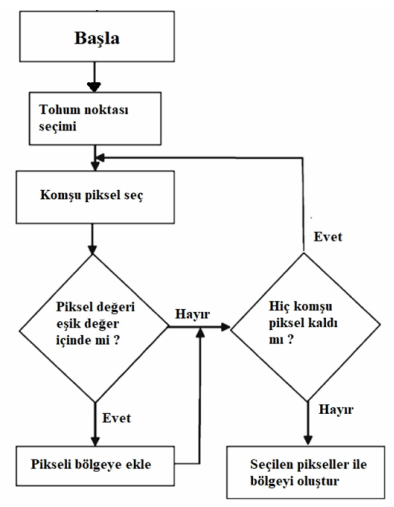 Başla
Tohum noktası
seçimi
Komşu piksel seç
Evet
Piksel değeri
eşik değer
içinde mi ?
Hayır
Hiç komşu
piksel kaldı
mı ?
Evet
Hayır
Pikseli bölgeye ekle
Seçilen pikseller ile
bölgeyi oluştur